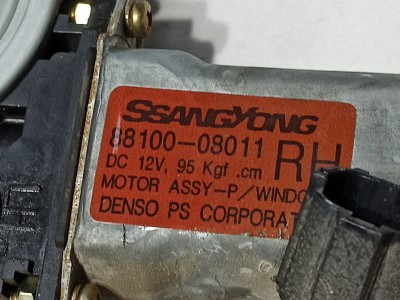 SSANGYONG
88100-08011 RH
DC 12V, 95 Kgf .cm
MOTOR ASSY-P/WINDO
DENSO PS CORPORAT